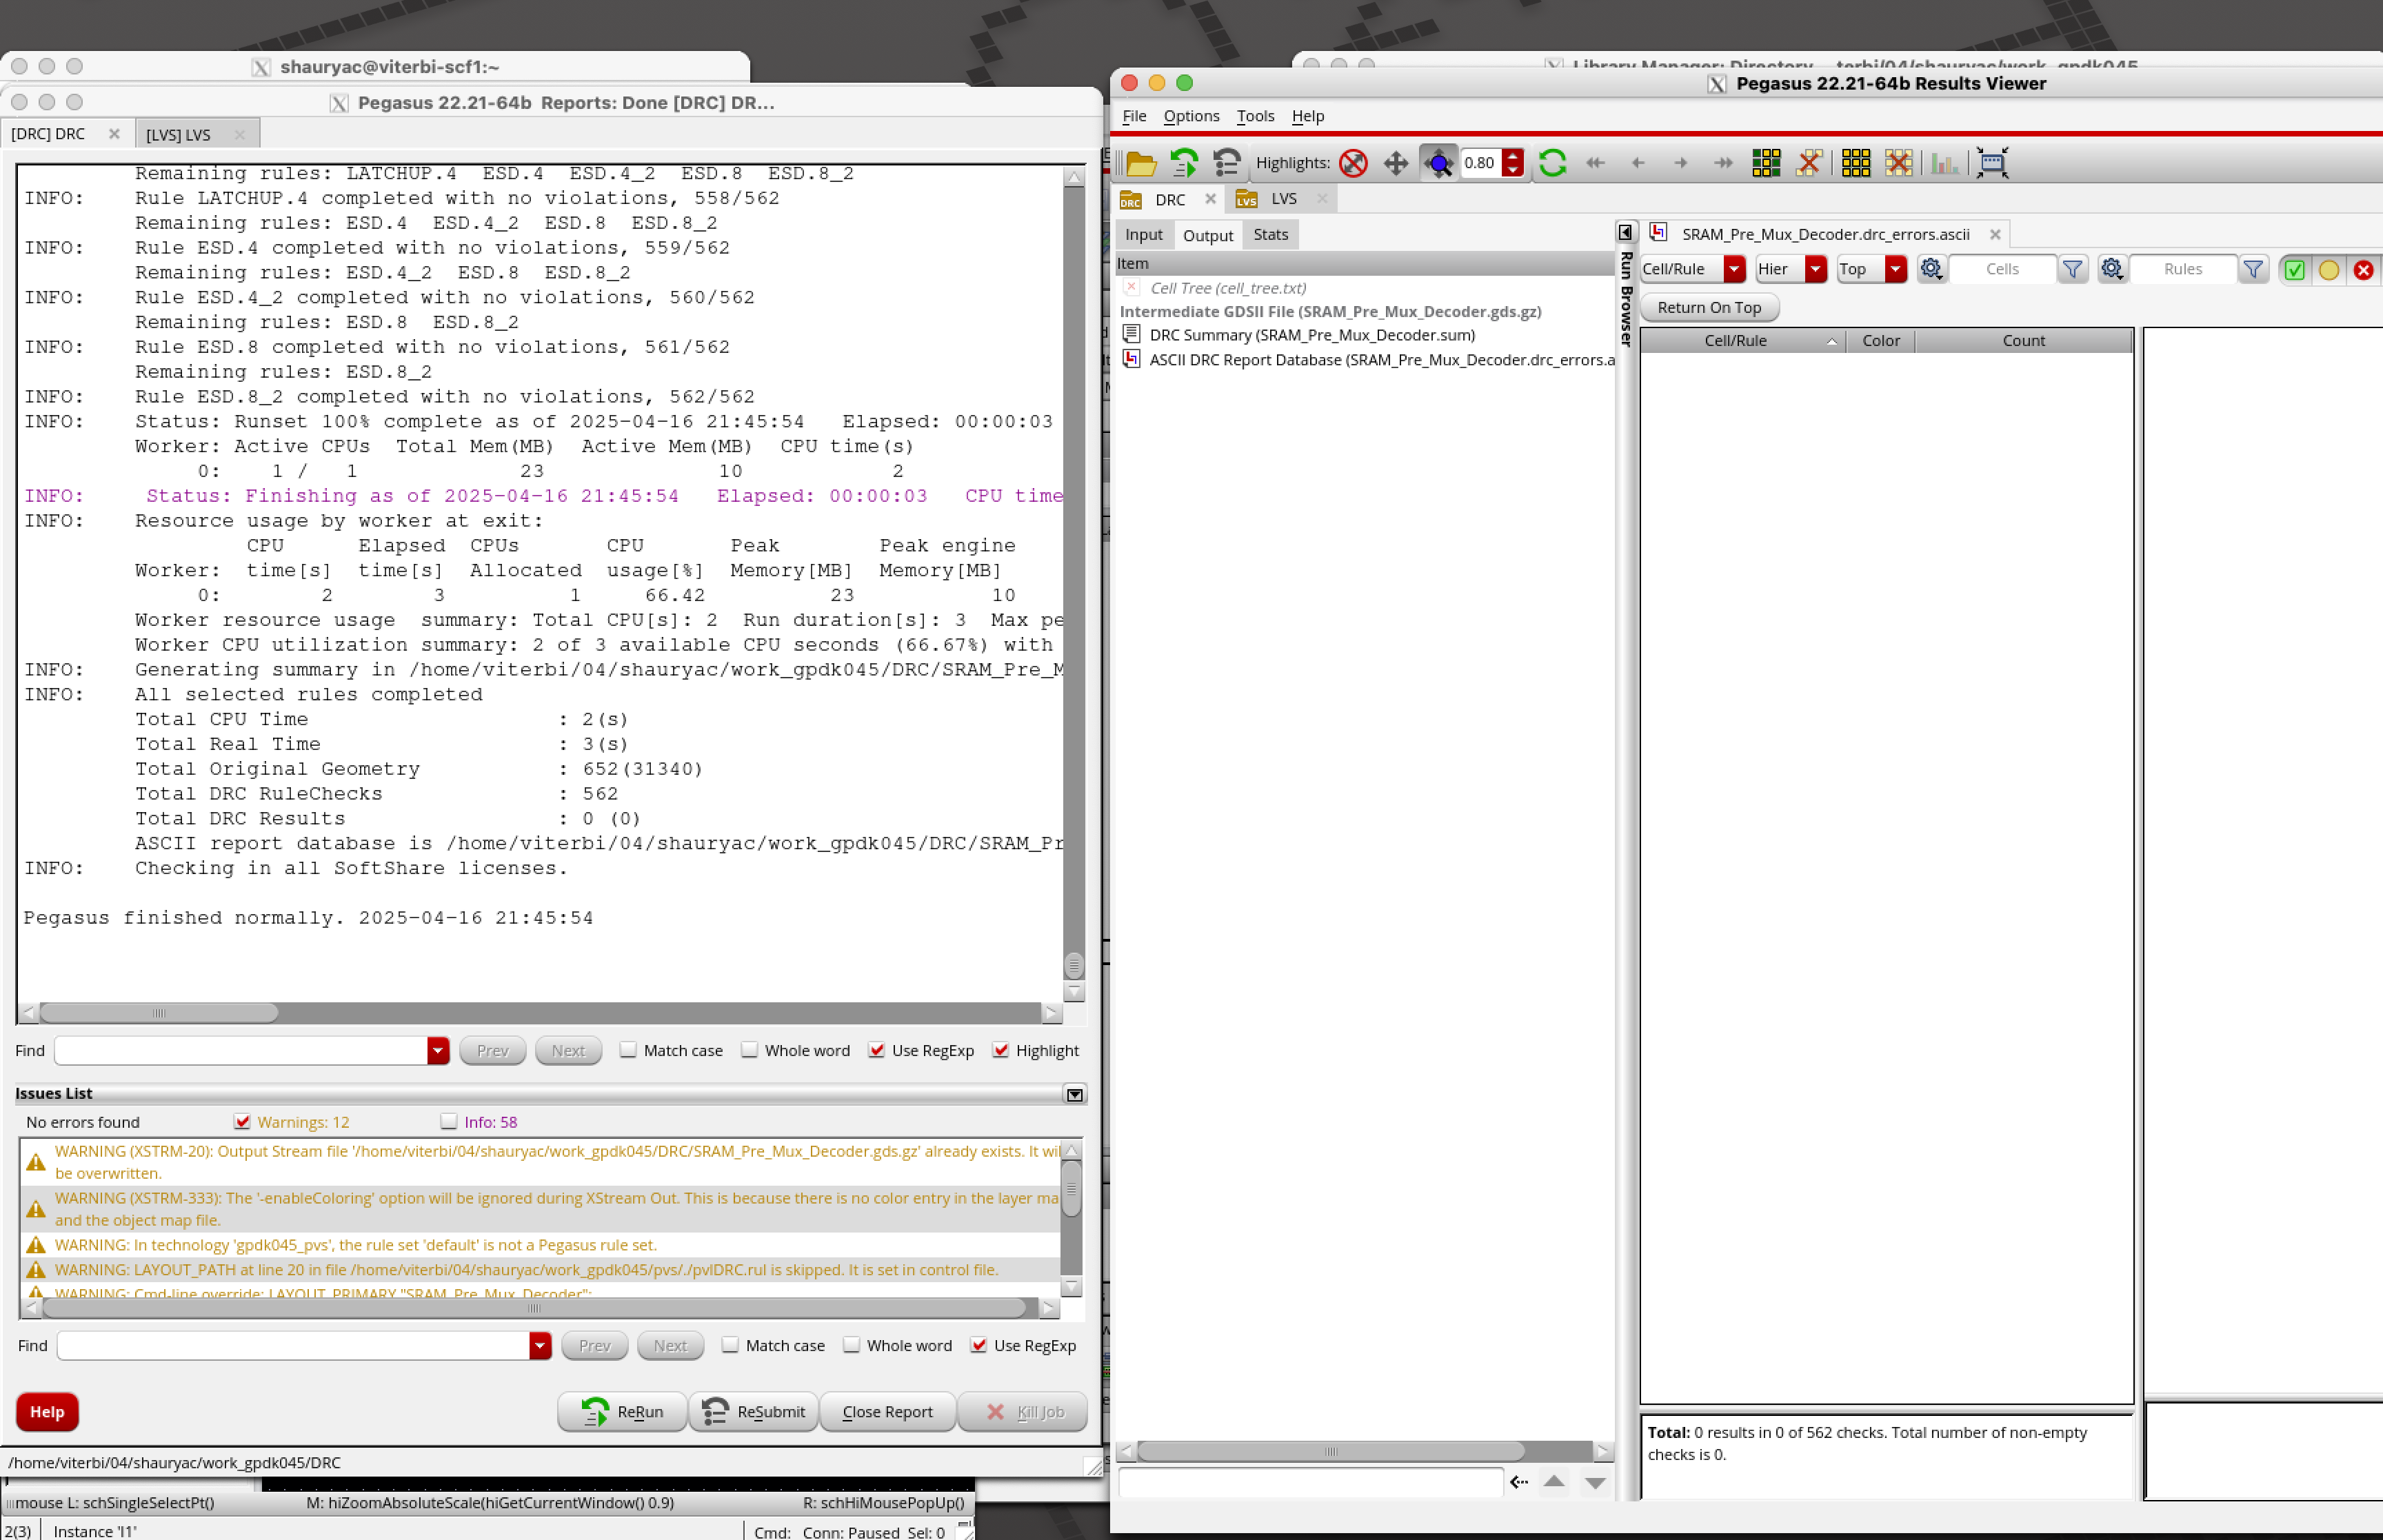 shauryac@viterbi-scf1:~
Pegasus 22.21-64b Reports: Done [DRC] DR...
[DRC] DRC
[LVS] LVS
Remaining rules: LATCHUP.4 ESD.4 ESD.4_2 ESD.8 ESD.8_2
INFO: Rule LATCHUP.4 completed with no violations, 558/562
Remaining rules: ESD.4 ESD.4_2 ESD.8 ESD.8_2
INFO: Rule ESD.4 completed with no violations, 559/562
Remaining rules: ESD.4_2 ESD.8 ESD.8_2
INFO: Rule ESD.4_2 completed with no violations, 560/562
Remaining rules: ESD.8 ESD.8_2
INFO: Rule ESD.8 completed with no violations, 561/562
Remaining rules: ESD.8_2
INFO: Rule ESD.8_2 completed with no violations, 562/562
INFO: Status: Runset 100% complete as of 2025-04-16 21:45:54 Elapsed: 00:00:03
Worker: Active CPUs Total Mem(MB) Active Mem(MB) CPU time(s)
0: 1 / 1 23 10 2
INFO: Status: Finishing as of 2025-04-16 21:45:54 Elapsed: 00:00:03 CPU time
INFO: Resource usage by worker at exit:
CPU Elapsed CPUs CPU Peak Peak engine
Worker: time[s] time[s] Allocated usage[%] Memory[MB] Memory[MB]
0: 2 3 1 66.42 23 10
Worker resource usage summary: Total CPU[s]: 2 Run duration[s]: 3 Max pe
Worker CPU utilization summary: 2 of 3 available CPU seconds (66.67%) with
INFO: Generating summary in /home/viterbi/04/shauryac/work_gpdk045/DRC/SRAM_Pre_M
INFO: All selected rules completed
Total CPU Time : 2(s)
Total Real Time : 3(s)
Total Original Geometry : 652(31340)
Total DRC RuleChecks : 562
Total DRC Results : 0 (0)
ASCII report database is /home/viterbi/04/shauryac/work_gpdk045/DRC/SRAM_Pr
INFO: Checking in all SoftShare licenses.
Pegasus finished normally. 2025-04-16 21:45:54
Find Prev Next Match case Whole word Use RegExp Highlight
Issues List
No errors found Warnings: 12 Info: 58
WARNING (XSTRM-20): Output Stream file '/home/viterbi/04/shauryac/work_gpdk045/DRC/SRAM_Pre_Mux_Decoder.gds.gz' already exists. It wil
be overwritten.
WARNING (XSTRM-333): The '-enableColoring' option will be ignored during XStream Out. This is because there is no color entry in the layer ma
and the object map file.
WARNING: In technology 'gpdk045_pvs', the rule set 'default' is not a Pegasus rule set.
WARNING: LAYOUT_PATH at line 20 in file /home/viterbi/04/shauryac/work_gpdk045/pvs/./pvlDRC.rul is skipped. It is set in control file.
WARNING: Cmd-line override: LAYOUT_PRIMARY "SRAM_Pre_Mux_Decoder";
Find Prev Next Match case Whole word Use RegExp
Help ReRun ReSubmit Close Report Kill Job
/home/viterbi/04/shauryac/work_gpdk045/DRC
mouse L: schSingleSelectPt() M: hiZoomAbsoluteScale(hiGetCurrentWindow() 0.9) R: schHiMousePopUp()
2(3) Instance 'I1' Cmd: Conn: Paused Sel: 0
Library Manager: Directory
Pegasus 22.21-64b Results Viewer
File Options Tools Help
Highlights: 0.80
DRC DRC LVS LVS
Input Output Stats
Item
Cell Tree (cell_tree.txt)
Intermediate GDSII File (SRAM_Pre_Mux_Decoder.gds.gz)
DRC Summary (SRAM_Pre_Mux_Decoder.sum)
ASCII DRC Report Database (SRAM_Pre_Mux_Decoder.drc_errors.a
Run Browser
SRAM_Pre_Mux_Decoder.drc_errors.ascii
Cell/Rule Hier Top Cells Rules
Return On Top
Cell/Rule Color Count
Total: 0 results in 0 of 562 checks. Total number of non-empty
checks is 0.